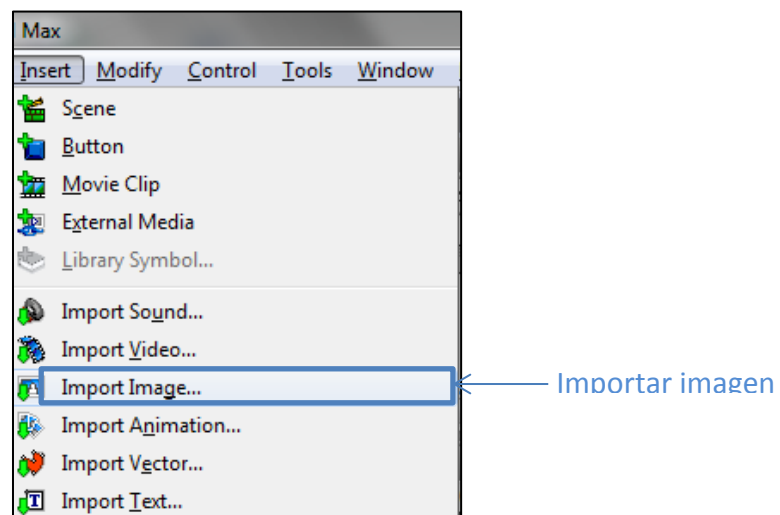 Max
Insert Modify Control Tools Window
Scene
Button
Movie Clip
External Media
Library Symbol...
Import Sound...
Import Video...
Import Image...
Importar imagen
Import Animation...
Import Vector...
Import Text...